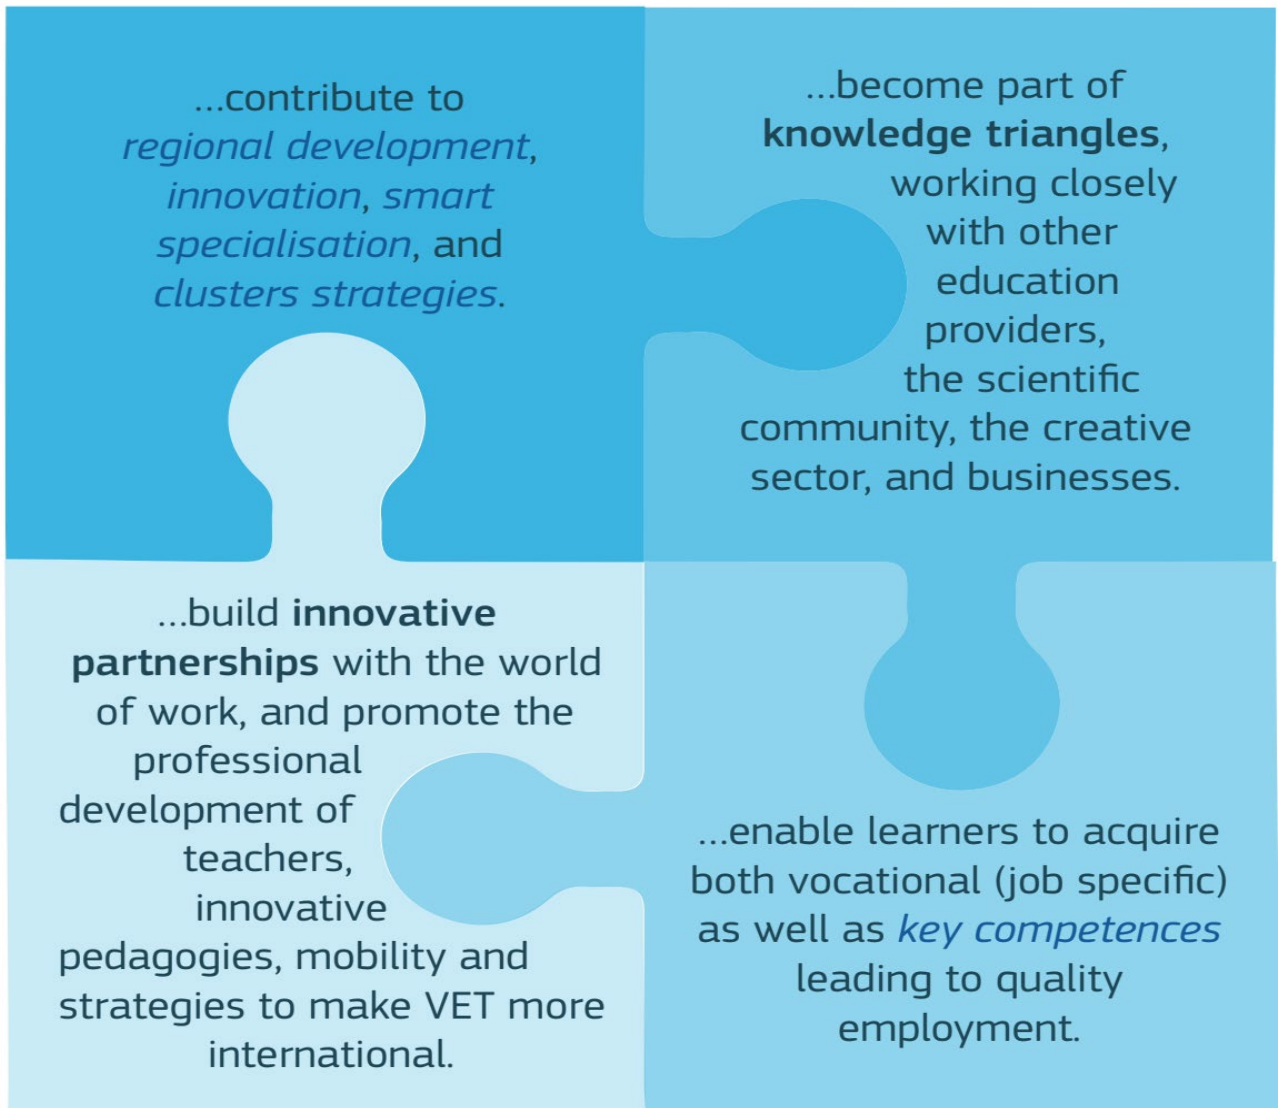 ...contribute to
regional development,
innovation, smart
specialisation, and
clusters strategies.
...become part of
knowledge triangles,
working closely
with other
education
providers,
the scientific
community, the creative
sector, and businesses.
...build innovative
partnerships with the world
of work, and promote the
professional
development of
teachers,
innovative
pedagogies, mobility and
strategies to make VET more
international.
...enable learners to acquire
both vocational (job specific)
as well as key competences
leading to quality
employment.